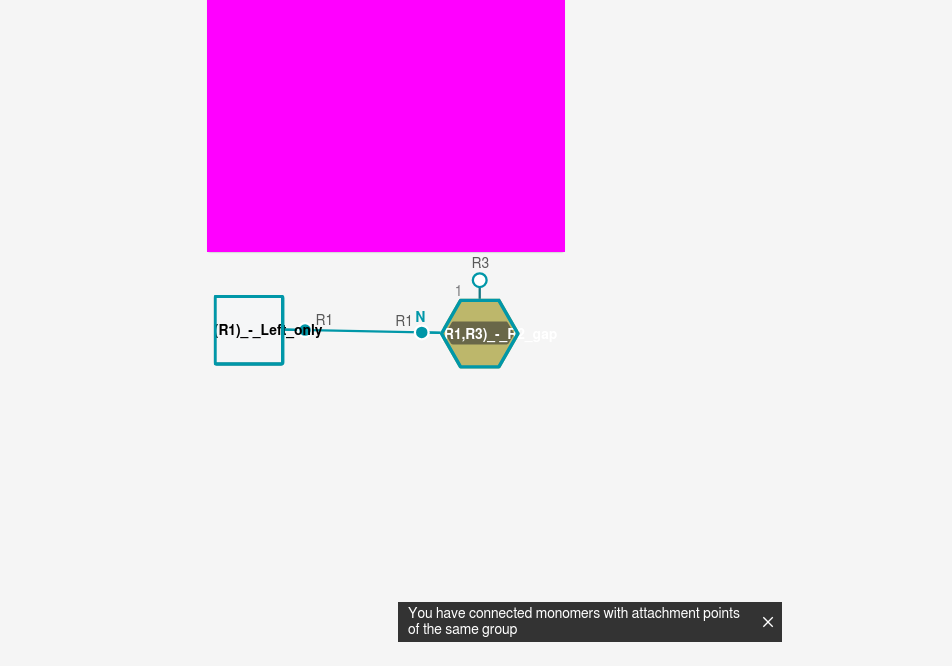 R3
1
R1
R1
N
(R1)_-_Left_only
R1,R3)_-_R2_gap
You have connected monomers with attachment points
of the same group